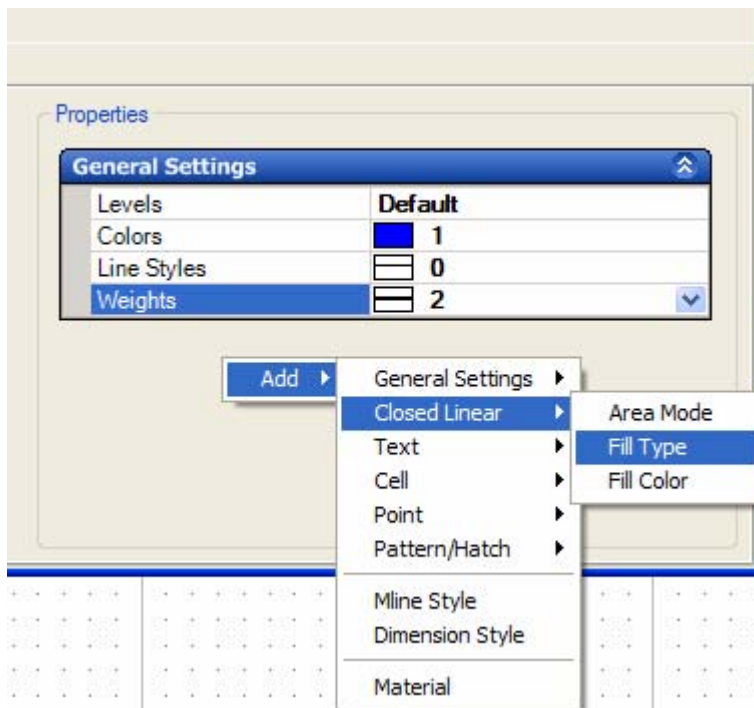 Properties
General Settings
Levels Default
Colors 1
Line Styles 0
Weights 2
Add
General Settings
Closed Linear
Text
Cell
Point
Pattern/Hatch
Mline Style
Dimension Style
Material
Area Mode
Fill Type
Fill Color